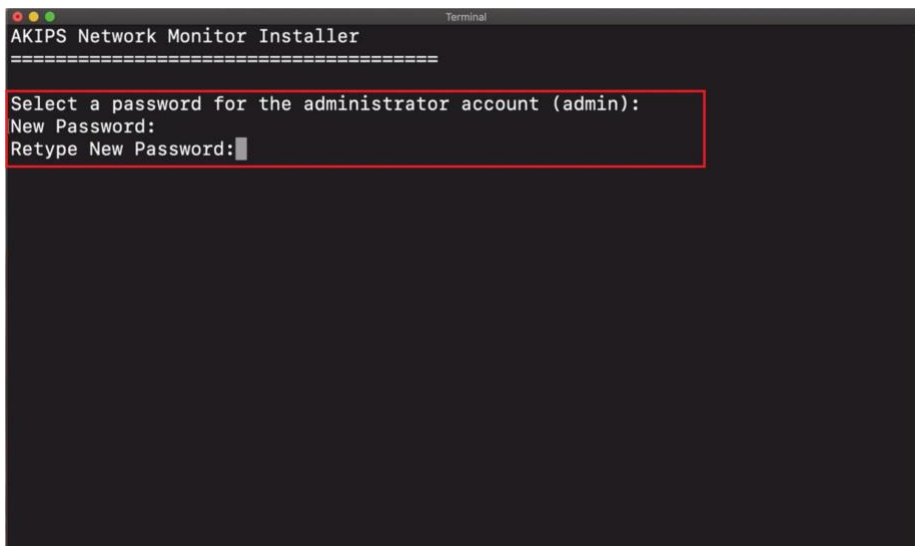 Terminal
AKIPS Network Monitor Installer
======================================
Select a password for the administrator account (admin):
New Password:
Retype New Password: